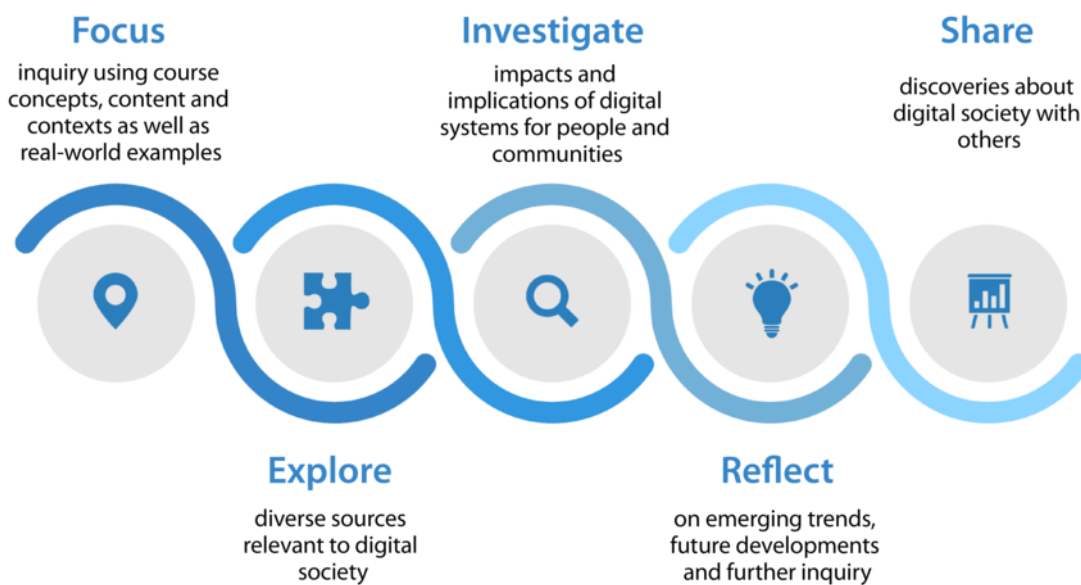 Focus
inquiry using course
concepts, content and
contexts as well as
real-world examples
Explore
diverse sources
relevant to digital
society
Investigate
impacts and
implications of digital
systems for people and
communities
Reflect
on emerging trends,
future developments
and further inquiry
Share
discoveries about
digital society with
others